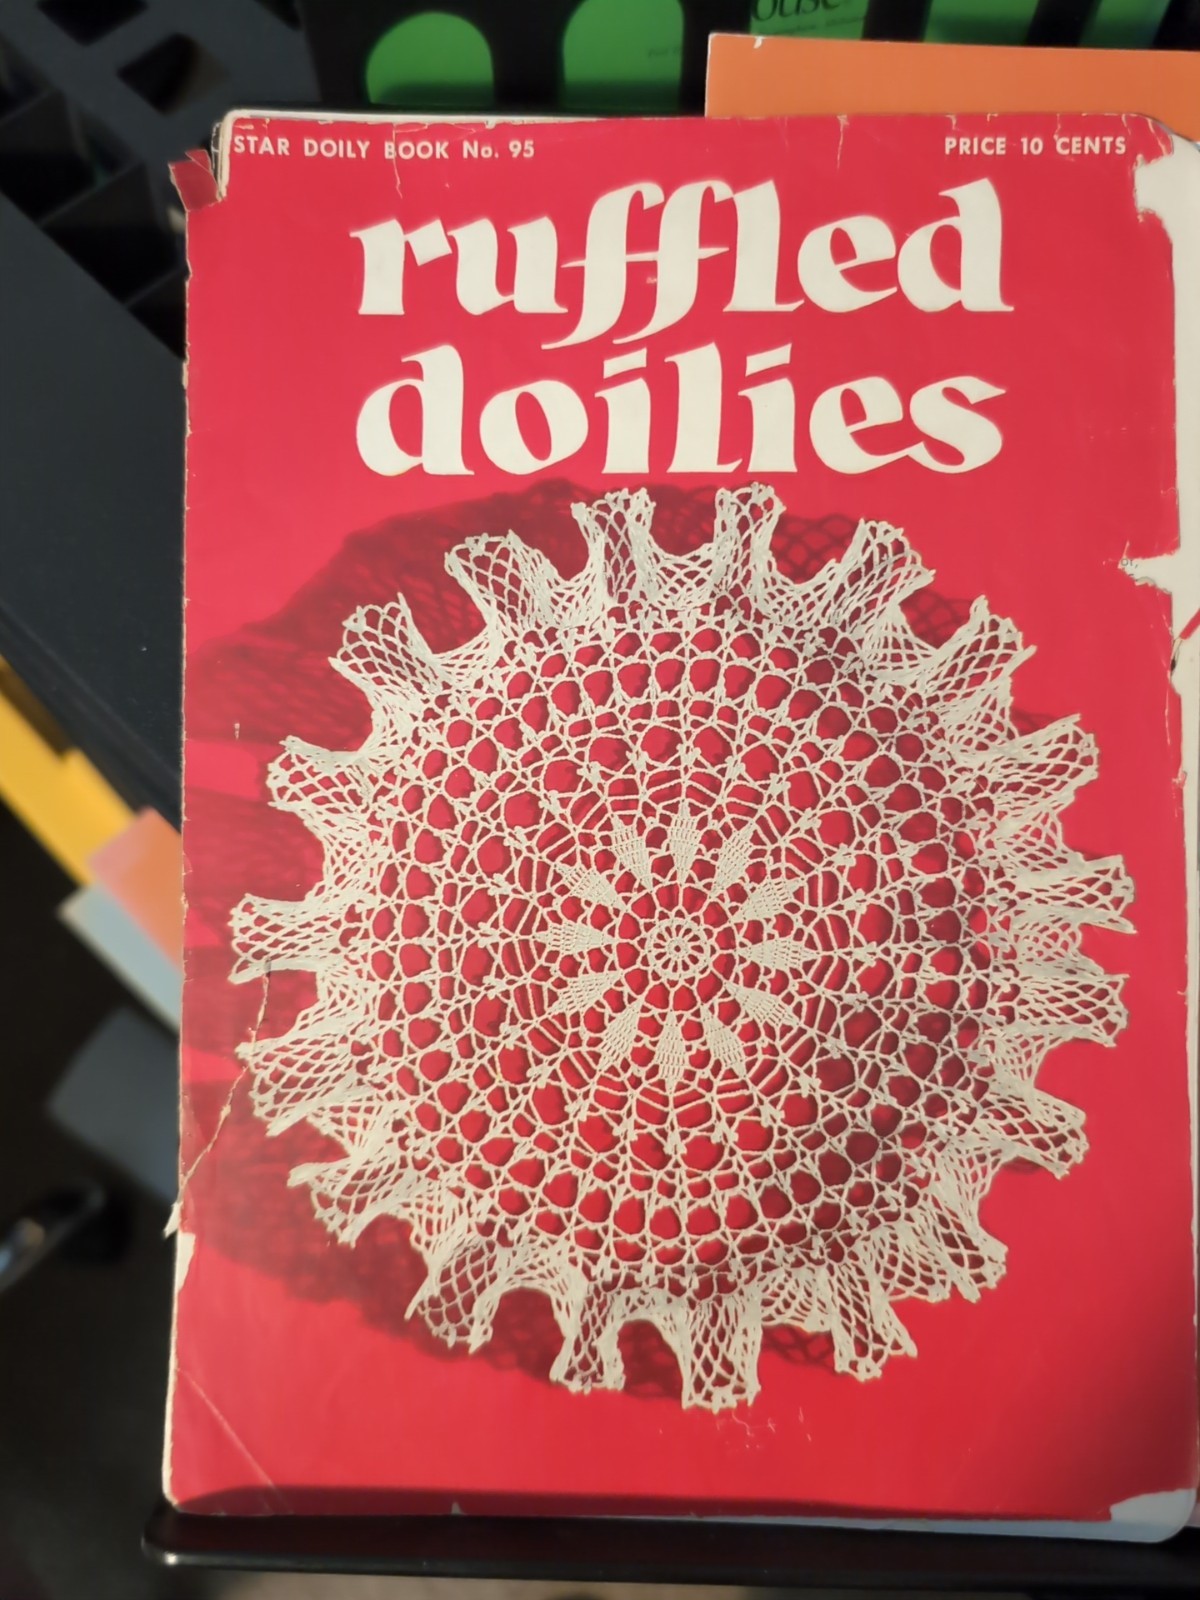 STAR DOILY BOOK No. 95
PRICE 10 CENTS
ruffled
doilies